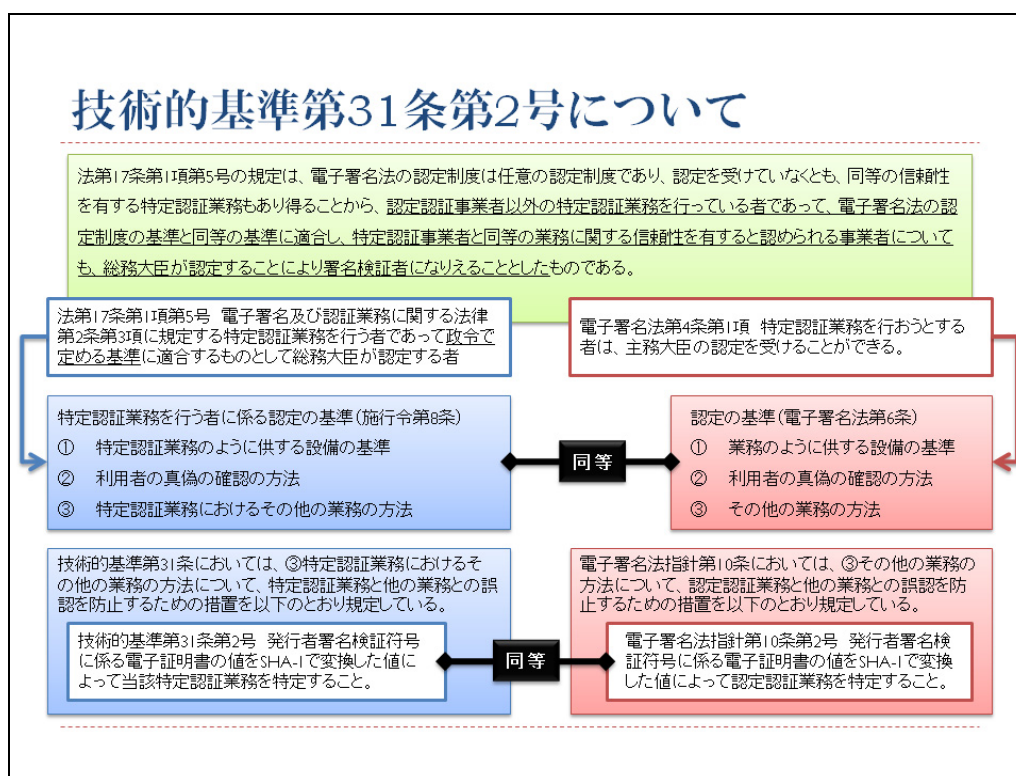 技術的基準第31条第2号について
法第17条第1項第5号の規定は、電子署名法の認定制度は任意の認定制度であり、認定を受けていなくとも、同等の信頼性
を有する特定認証業務もあり得ることから、認定認証事業者以外の特定認証業務を行っている者であって、電子署名法の認
定制度の基準と同等の基準に適合し、特定認証事業者と同等の業務に関する信頼性を有すると認められる事業者について
も、総務大臣が認定することにより署名検証者になりえることとしたものである。
法第17条第1項第5号 電子署名及び認証業務に関する法律
第2条第3項に規定する特定認証業務を行う者であって政令で
定める基準に適合するものとして総務大臣が認定する者
電子署名法第4条第1項 特定認証業務を行おうとする
者は、主務大臣の認定を受けることができる。
特定認証業務を行う者に係る認定の基準(施行令第8条)
① 特定認証業務のように供する設備の基準
② 利用者の真偽の確認の方法
③ 特定認証業務におけるその他の業務の方法
同等
認定の基準(電子署名法第6条)
① 業務のように供する設備の基準
② 利用者の真偽の確認の方法
③ その他の業務の方法
技術的基準第31条においては、③特定認証業務におけるそ
の他の業務の方法について、特定認証業務と他の業務との誤
認を防止するための措置を以下のとおり規定している。
技術的基準第31条第2号 発行者署名検証符号
に係る電子証明書の値をSHA-1で変換した値に
よって当該特定認証業務を特定すること。
同等
電子署名法指針第10条においては、③その他の業務の
方法について、認定認証業務と他の業務との誤認を防
止するための措置を以下のとおり規定している。
電子署名法指針第10条第2号 発行者署名検
証符号に係る電子証明書の値をSHA-1で変換
した値によって認定認証業務を特定すること。